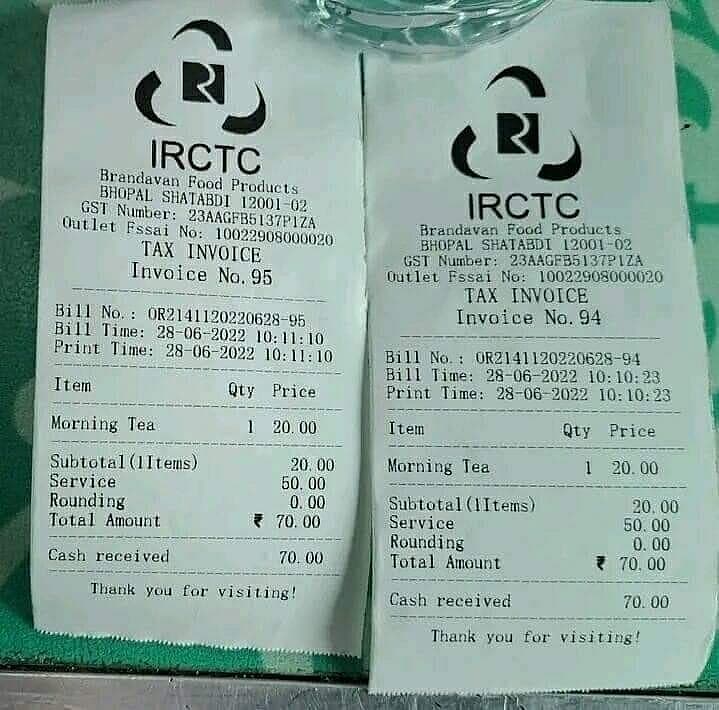 IRCTC
Brandavan Food Products
BHOPAL SHATABDI 12001-02
GST Number: 23AAGFB5137P1ZA
Outlet Fssai No: 10022908000020
TAX INVOICE
Invoice No. 95
Bill No.: OR2141120220628-95
Bill Time: 28-06-2022 10:11:10
Print Time: 28-06-2022 10:11:10
Item Qty Price
Morning Tea 1 20.00
Subtotal(1Items) 20.00
Service 50.00
Rounding 0.00
Total Amount ₹ 70.00
Cash received 70.00
Thank you for visiting!
IRCTC
Brandavan Food Products
BHOPAL SHATABDI 12001-02
GST Number: 23AAGFB5137P1ZA
Outlet Fssai No: 10022908000020
TAX INVOICE
Invoice No. 94
Bill No.: OR2141120220628-94
Bill Time: 28-06-2022 10:10:23
Print Time: 28-06-2022 10:10:23
Item Qty Price
Morning Tea 1 20.00
Subtotal(1Items) 20.00
Service 50.00
Rounding 0.00
Total Amount ₹ 70.00
Cash received 70.00
Thank you for visiting!